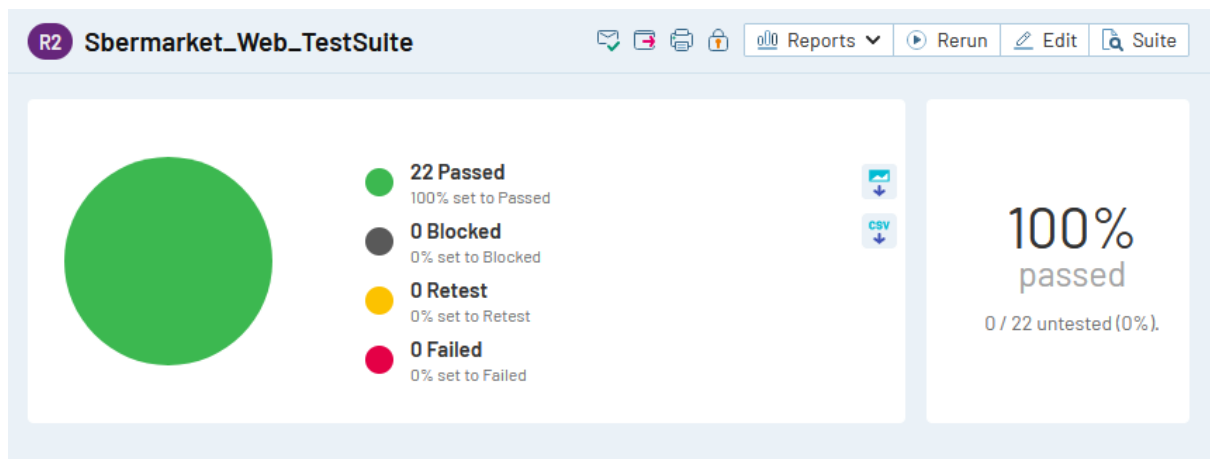 R2 Sbermarket_Web_TestSuite Reports Rerun Edit Suite
22 Passed
100% set to Passed
0 Blocked
0% set to Blocked
0 Retest
0% set to Retest
0 Failed
0% set to Failed
CSV
100%
passed
0 / 22 untested (0%).